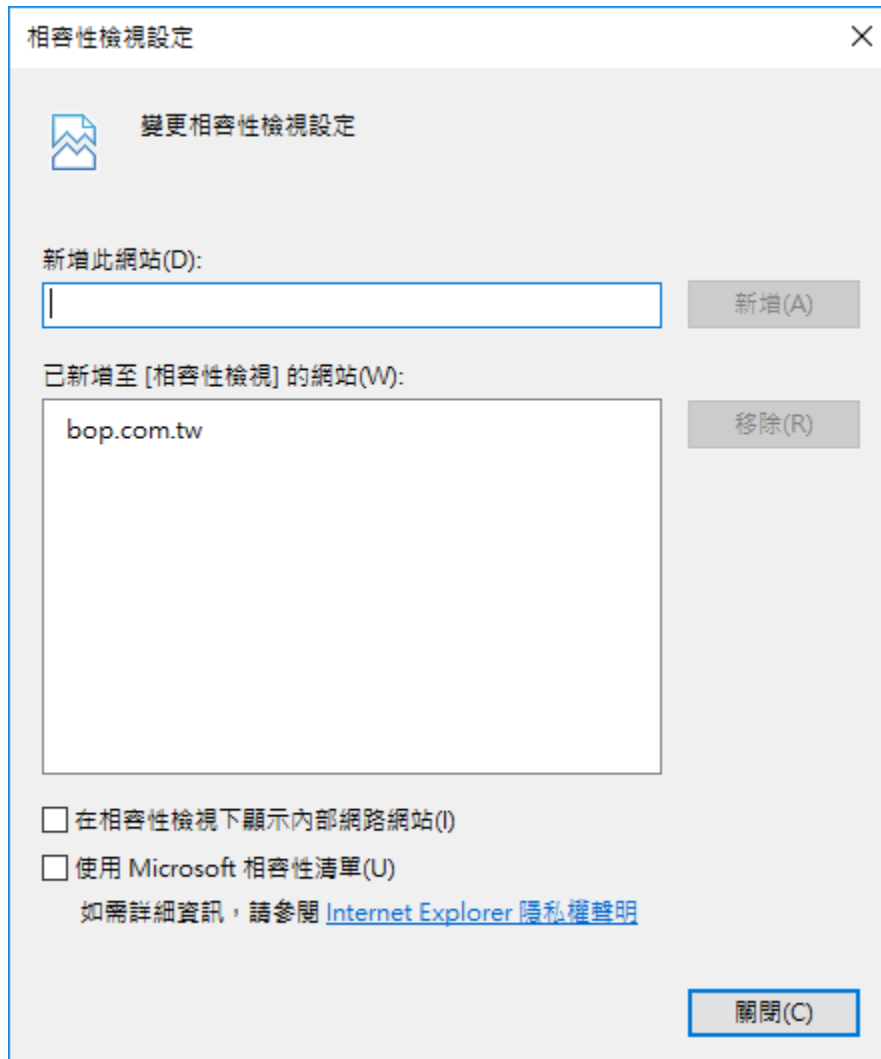 相容性檢視設定
變更相容性檢視設定
新增此網站(D):
新增(A)
已新增至 [相容性檢視] 的網站(W):
bop.com.tw
移除(R)
在相容性檢視下顯示內部網路網站(I)
使用 Microsoft 相容性清單(U)
如需詳細資訊，請參閱 Internet Explorer 隱私權聲明
關閉(C)